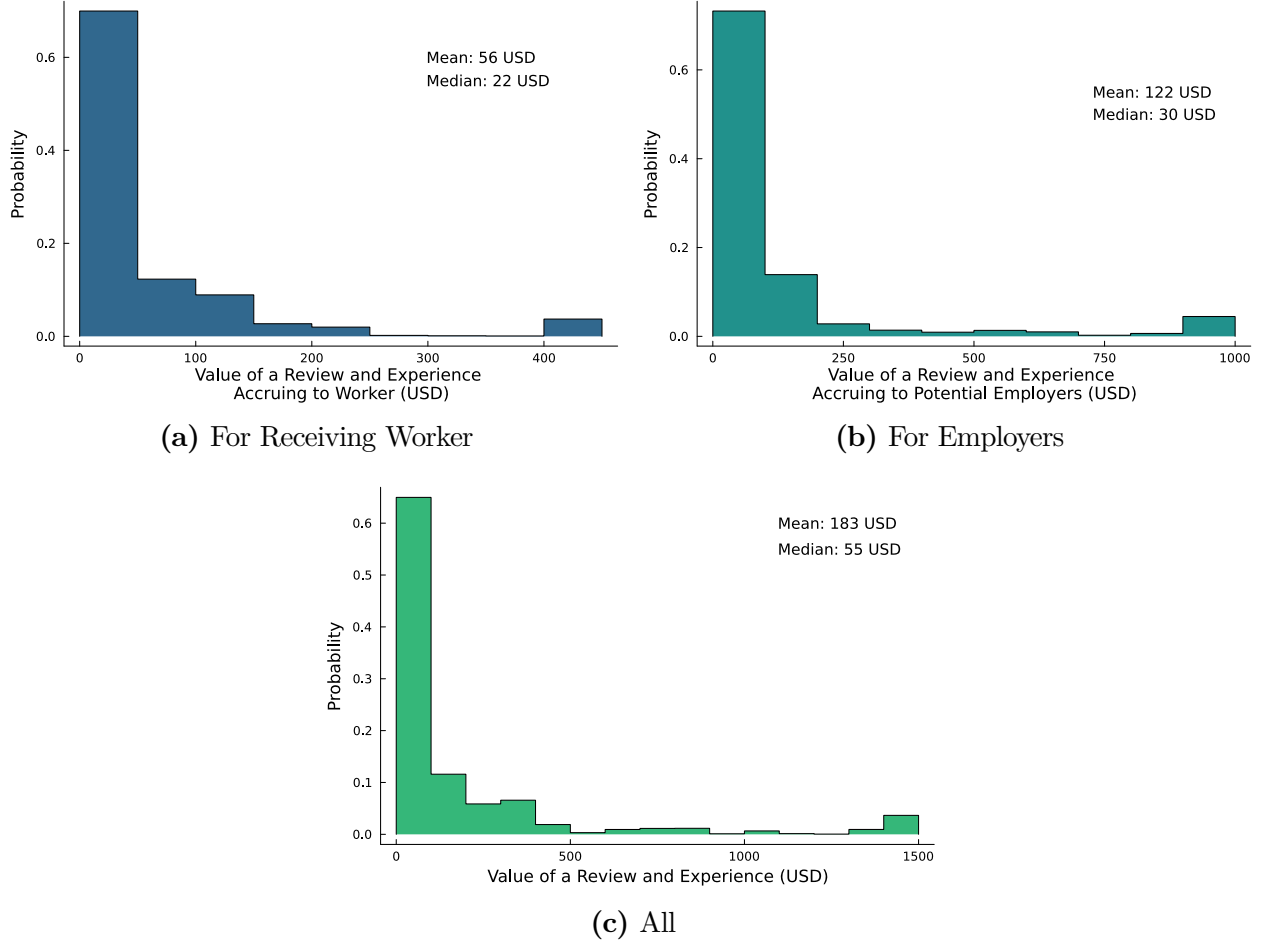 Mean: 56 USD
Median: 22 USD
0.6
0.4
0.2
0.0
Probability
0 100 200 300 400
Value of a Review and Experience
Accruing to Worker (USD)
(a) For Receiving Worker
Mean: 122 USD
Median: 30 USD
0.6
0.4
0.2
0.0
Probability
0 250 500 750 1000
Value of a Review and Experience
Accruing to Potential Employers (USD)
(b) For Employers
Mean: 183 USD
Median: 55 USD
0.6
0.5
0.4
0.3
0.2
0.1
0.0
Probability
0 500 1000 1500
Value of a Review and Experience (USD)
(c) All